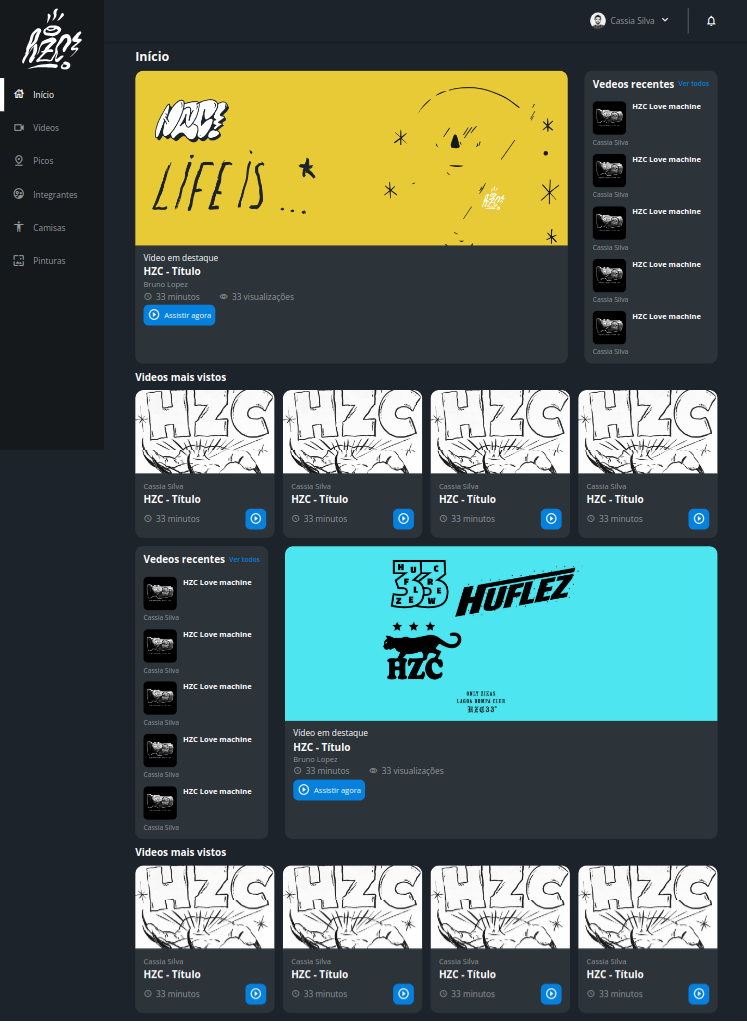 HZC
Cassia Silva
Início
Vídeos
Picos
Integrantes
Camisas
Pinturas
Início
HZC
LIFE IS ...*
HZC
Vídeo em destaque
HZC - Título
Bruno Lopez
33 minutos
33 visualizações
Assistir agora
Vedeos recentes
Ver todos
HZC Love machine
Cassia Silva
HZC Love machine
Cassia Silva
HZC Love machine
Cassia Silva
HZC Love machine
Cassia Silva
HZC Love machine
Cassia Silva
Videos mais vistos
HZC
Cassia Silva
HZC - Título
33 minutos
HZC
Cassia Silva
HZC - Título
33 minutos
HZC
Cassia Silva
HZC - Título
33 minutos
HZC
Cassia Silva
HZC - Título
33 minutos
Vedeos recentes
Ver todos
HZC Love machine
Cassia Silva
HZC Love machine
Cassia Silva
HZC Love machine
Cassia Silva
HZC Love machine
Cassia Silva
HZC Love machine
Cassia Silva
33
HUFLEZ
HZC
ONLY ZIKAS
LAGOA ROMPA CLUB
HZC33"
Vídeo em destaque
HZC - Título
Bruno Lopez
33 minutos
33 visualizações
Assistir agora
Videos mais vistos
HZC
Cassia Silva
HZC - Título
33 minutos
HZC
Cassia Silva
HZC - Título
33 minutos
HZC
Cassia Silva
HZC - Título
33 minutos
HZC
Cassia Silva
HZC - Título
33 minutos